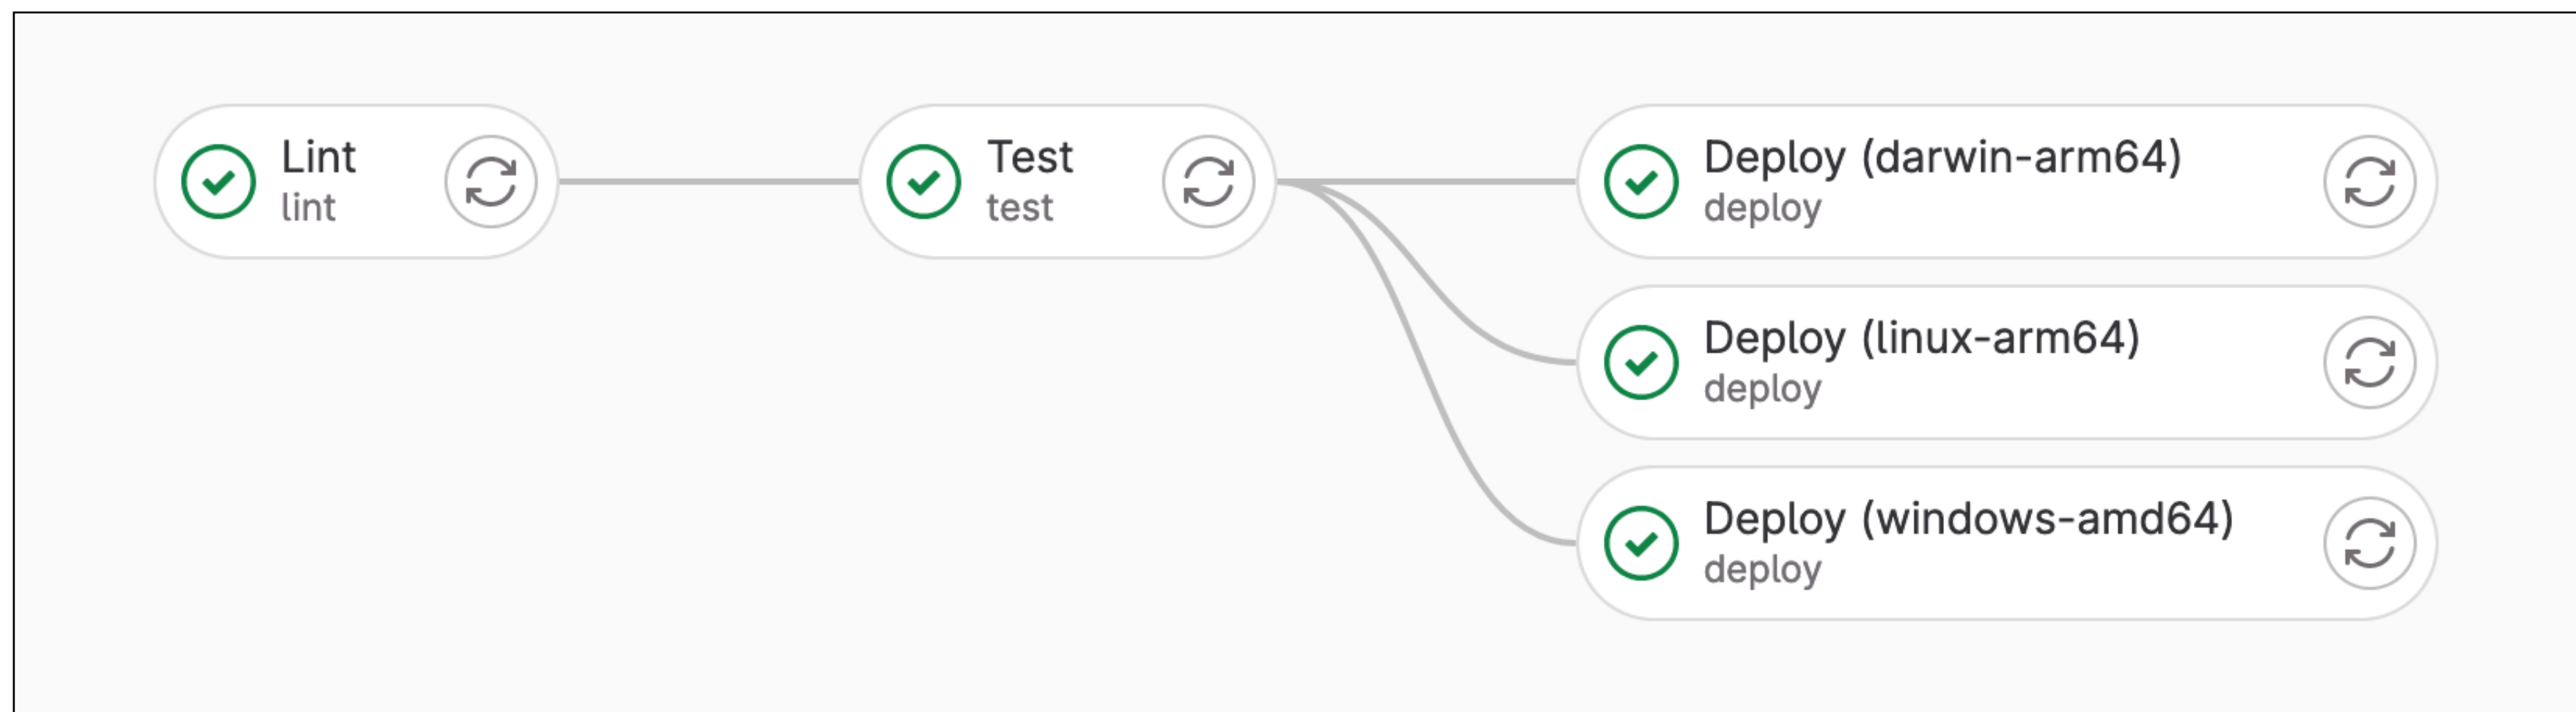 Lint
lint
Test
test
Deploy (darwin-arm64)
deploy
Deploy (linux-arm64)
deploy
Deploy (windows-amd64)
deploy